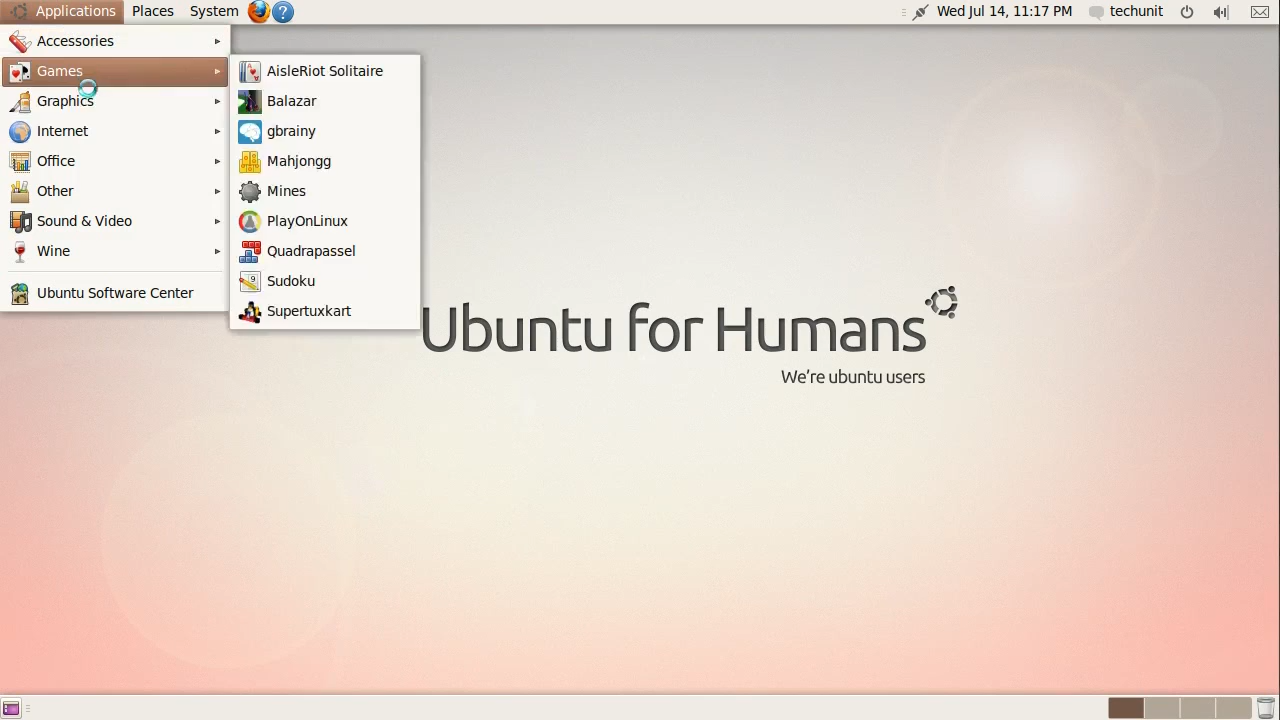 Applications Places System Wed Jul 14, 11:17 PM techunit
Accessories
Games
Graphics
Internet
Office
Other
Sound & Video
Wine
Ubuntu Software Center
AisleRiot Solitaire
Balazar
gbrainy
Mahjongg
Mines
PlayOnLinux
Quadrapassel
Sudoku
Supertuxkart
Ubuntu for Humans
We're ubuntu users